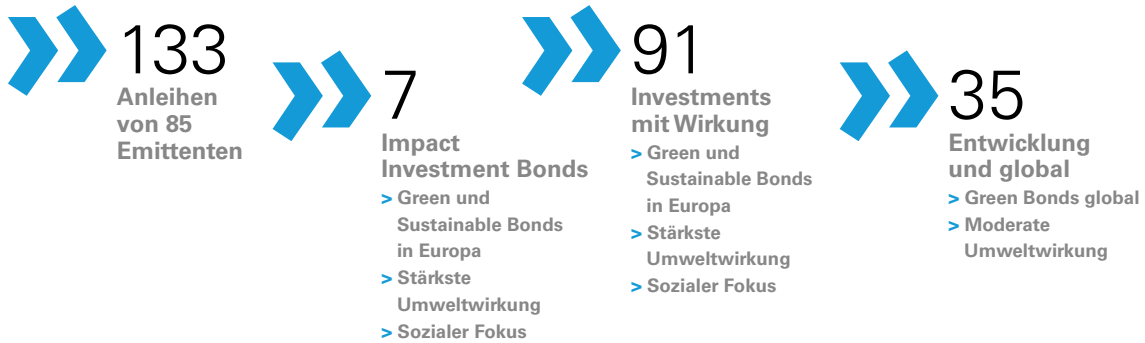 133
Anleihen
von 85
Emittenten
7
Impact
Investment Bonds
> Green und
Sustainable Bonds
in Europa
> Stärkste
Umweltwirkung
> Sozialer Fokus
91
Investments
mit Wirkung
> Green und
Sustainable Bonds
in Europa
> Stärkste
Umweltwirkung
> Sozialer Fokus
35
Entwicklung
und global
> Green Bonds global
> Moderate
Umweltwirkung